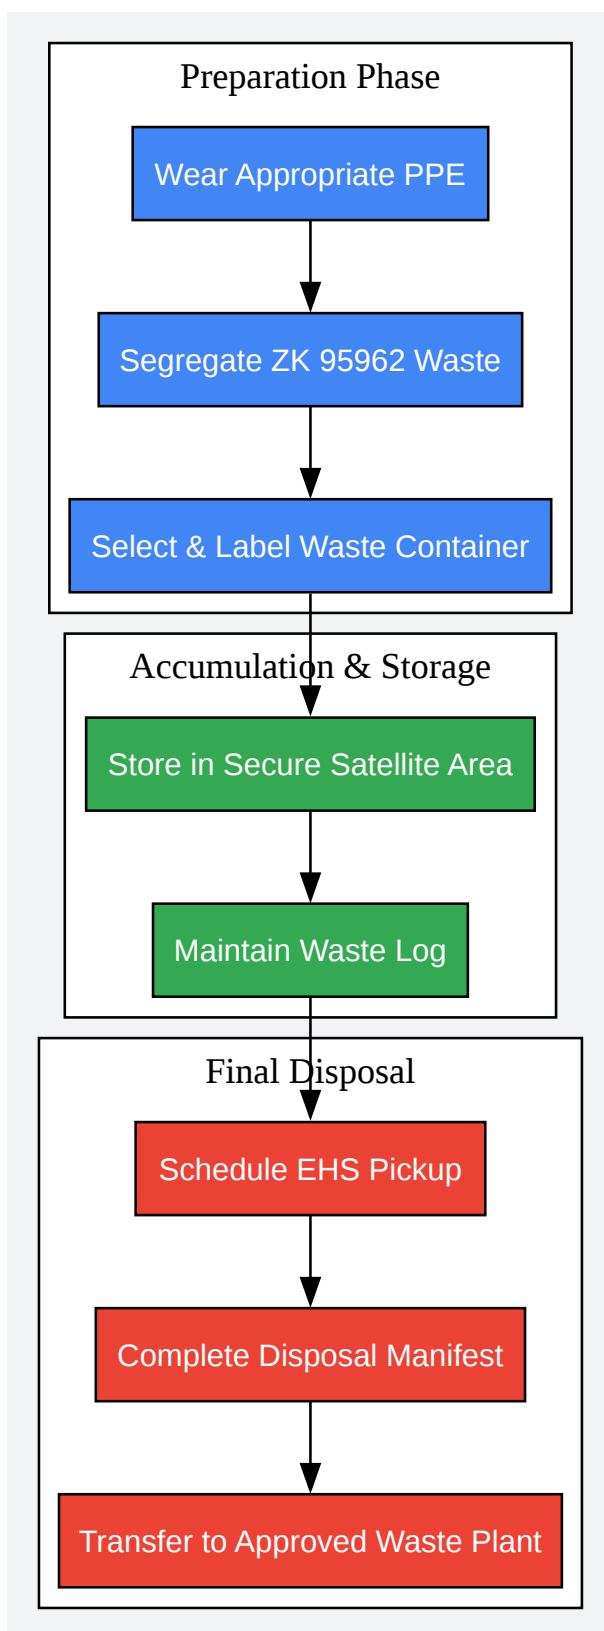 Preparation Phase
Wear Appropriate PPE
Segregate ZK 95962 Waste
Select & Label Waste Container
Accumulation & Storage
Store in Secure Satellite Area
Maintain Waste Log
Final Disposal
Schedule EHS Pickup
Complete Disposal Manifest
Transfer to Approved Waste Plant